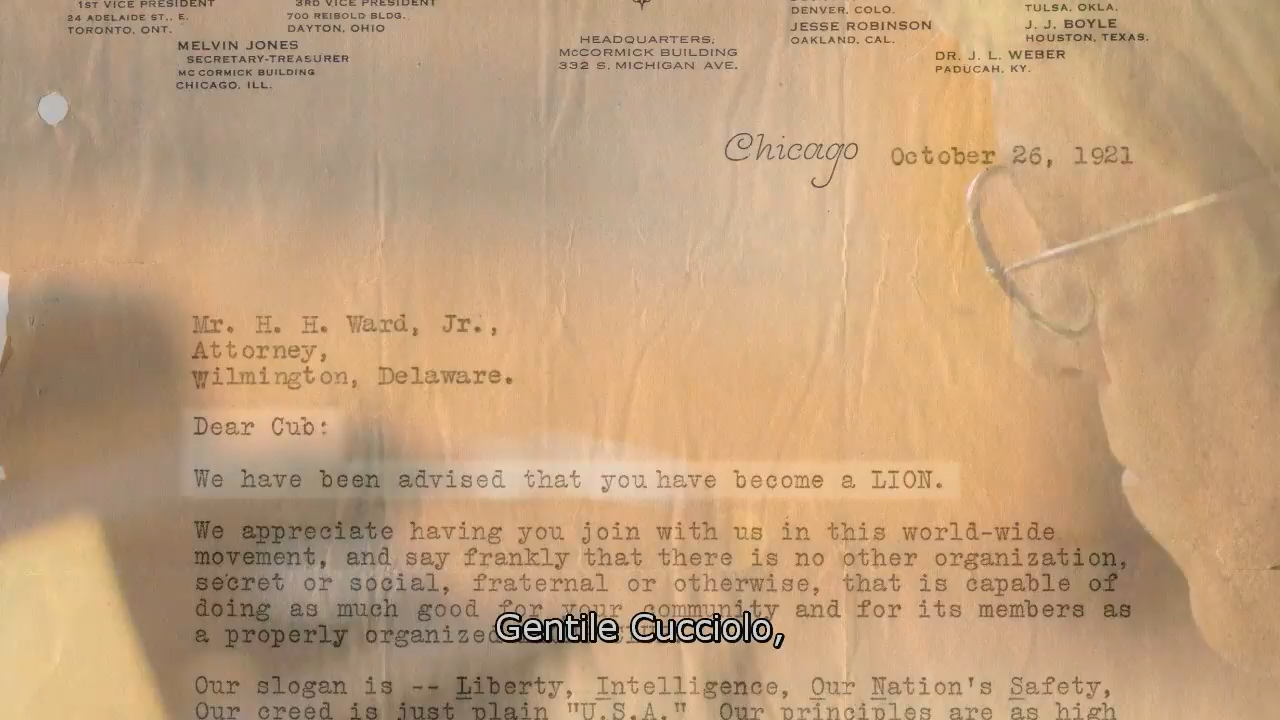 1ST VICE PRESIDENT
24 ADELAIDE ST., E.
TORONTO, ONT.
3RD VICE PRESIDENT
700 REIBOLD BLDG.
DAYTON, OHIO
MELVIN JONES
SECRETARY-TREASURER
MCCORMICK BUILDING
CHICAGO, ILL.
HEADQUARTERS,
MCCORMICK BUILDING
332 S. MICHIGAN AVE.
DENVER, COLO.
JESSE ROBINSON
OAKLAND, CAL.
TULSA, OKLA.
J. J. BOYLE
HOUSTON, TEXAS.
DR. J. L. WEBER
PADUCAH, KY.
Chicago October 26, 1921
Mr. H. H. Ward, Jr.,
Attorney,
Wilmington, Delaware.
Dear Cub:
We have been advised that you have become a LION.
We appreciate having you join with us in this world-wide
movement, and say frankly that there is no other organization,
secret or social, fraternal or otherwise, that is capable of
doing as much good for your community and for its members as
a properly organized
Gentile Cucciolo,
Our slogan is -- Liberty, Intelligence, Our Nation's Safety,
Our creed is just plain "U.S.A." Our principles are as high